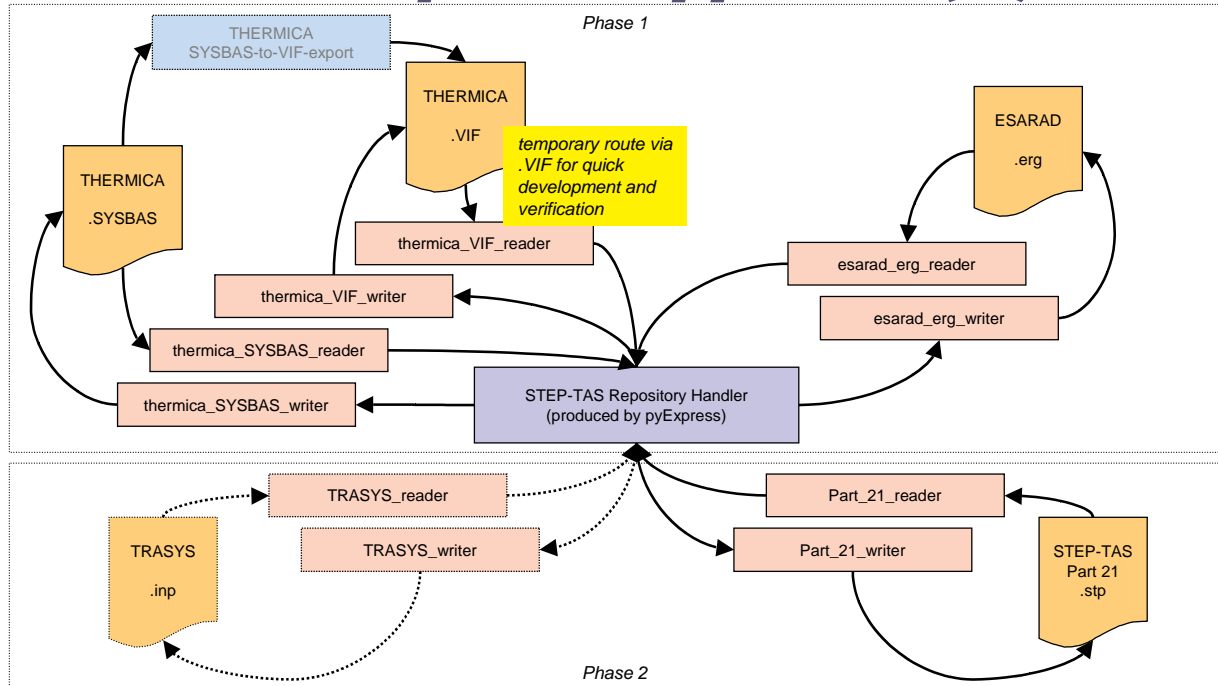 Phase 1
THERMICA
SYSBAS-to-VIF-export
THERMICA
.VIF
temporary route via
.VIF for quick
development and
verification
ESARAD
.erg
THERMICA
.SYSBAS
thermica_VIF_reader
esarad_erg_reader
thermica_VIF_writer
esarad_erg_writer
thermica_SYSBAS_reader
thermica_SYSBAS_writer
STEP-TAS Repository Handler
(produced by pyExpress)
TRASYS_reader
Part_21_reader
TRASYS_writer
Part_21_writer
TRASYS
.inp
STEP-TAS
Part 21
.stp
Phase 2